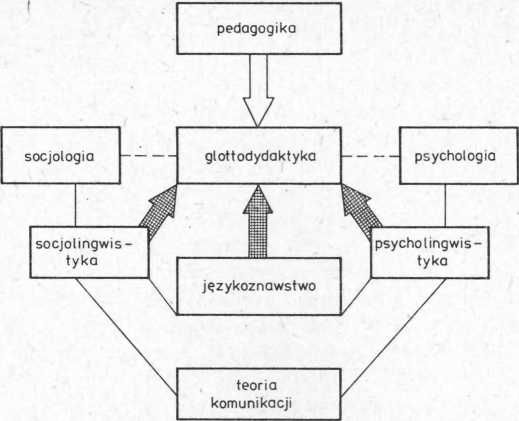 pedagogika
socjologia
glottodydaktyka
psychologia
socjolingwis-
tyka
językoznawstwo
psycholingwis-
tyka
teoria
komunikacji